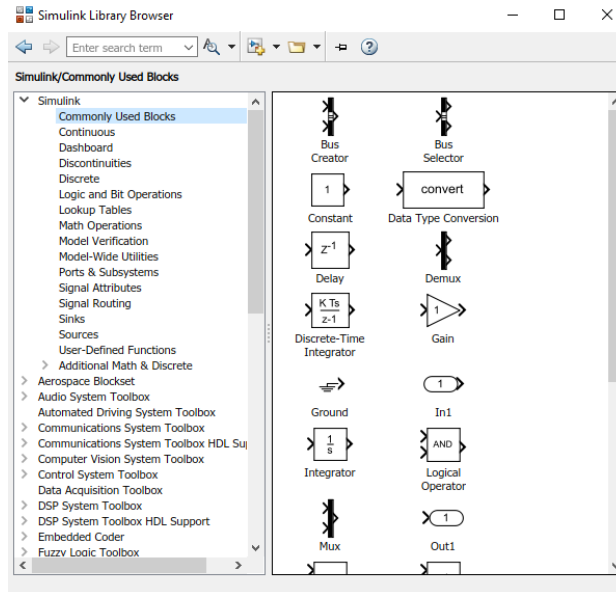 Simulink Library Browser
Enter search term
Simulink/Commonly Used Blocks
Simulink
Commonly Used Blocks
Continuous
Dashboard
Discontinuities
Discrete
Logic and Bit Operations
Lookup Tables
Math Operations
Model Verification
Model-Wide Utilities
Ports & Subsystems
Signal Attributes
Signal Routing
Sinks
Sources
User-Defined Functions
Additional Math & Discrete
Aerospace Blockset
Audio System Toolbox
Automated Driving System Toolbox
Communications System Toolbox
Communications System Toolbox HDL Su
Computer Vision System Toolbox
Control System Toolbox
Data Acquisition Toolbox
DSP System Toolbox
DSP System Toolbox HDL Support
Embedded Coder
Fuzzy Logic Toolbox
Bus
Creator
Bus
Selector
1
Constant
convert
Data Type Conversion
z-1
Delay
Demux
K Ts
z-1
Discrete-Time
Integrator
1
Gain
Ground
1
In1
1
s
Integrator
AND
Logical
Operator
Mux
1
Out1